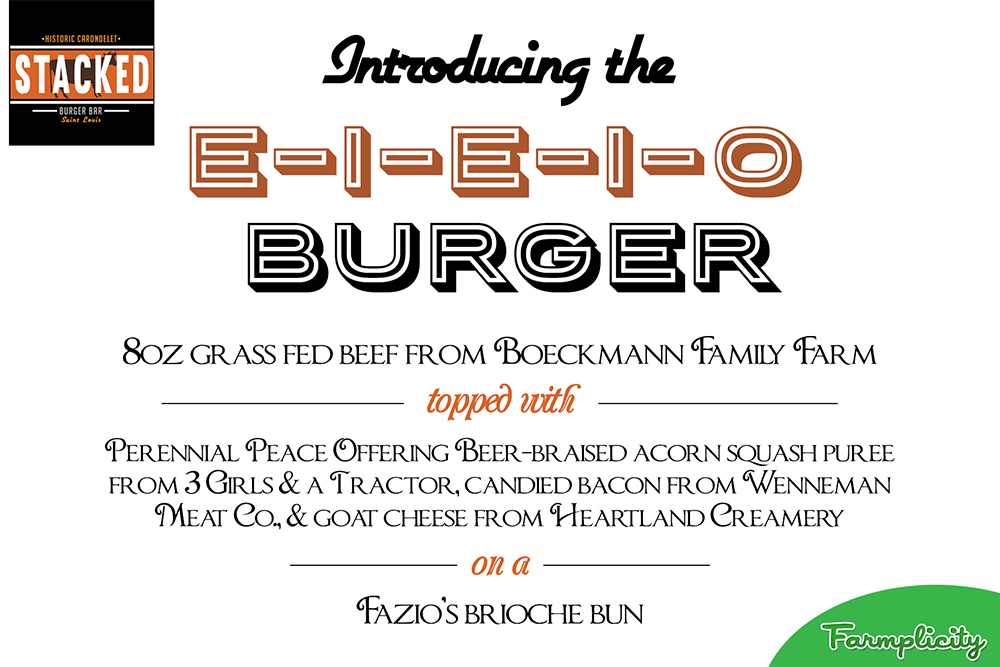 •HISTORIC CARONDELET•
STACKED
BURGER BAR
Saint Louis
Introducing the
E-I-E-I-O
BURGER
8oz grass fed beef from Boeckmann Family Farm
topped with
Perennial Peace Offering Beer-braised acorn squash puree
from 3 Girls & a Tractor, candied bacon from Wenneman
Meat Co., & goat cheese from Heartland Creamery
on a
Fazio's brioche bun
Farmplicity